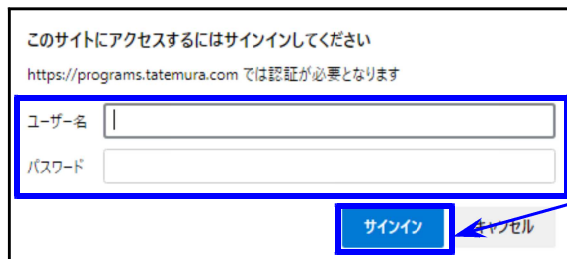 このサイトにアクセスするにはサインインしてください
https://programs.tatemura.com では認証が必要となります
ユーザー名
パスワード
サインイン
キャンセル